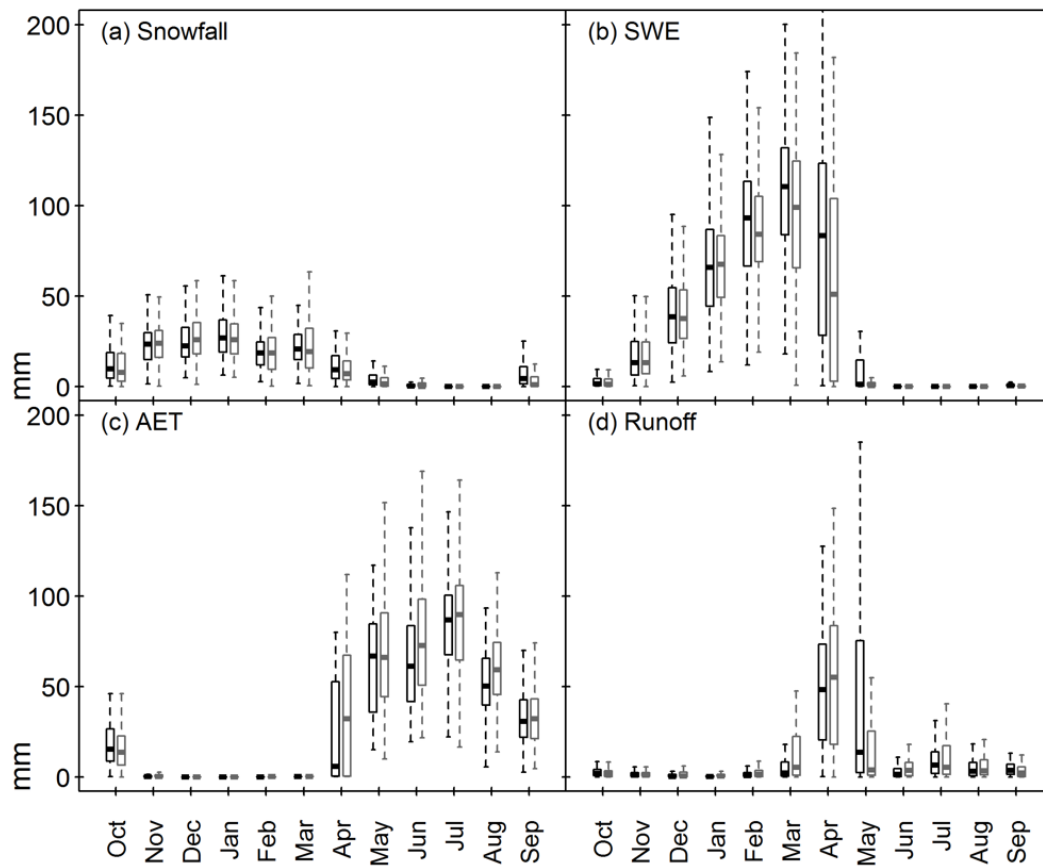 (a) Snowfall
(b) SWE
200
150
100
50
0
mm
(c) AET
(d) Runoff
200
150
100
50
0
mm
Oct Nov Dec Jan Feb Mar Apr May Jun Jul Aug Sep
Oct Nov Dec Jan Feb Mar Apr May Jun Jul Aug Sep